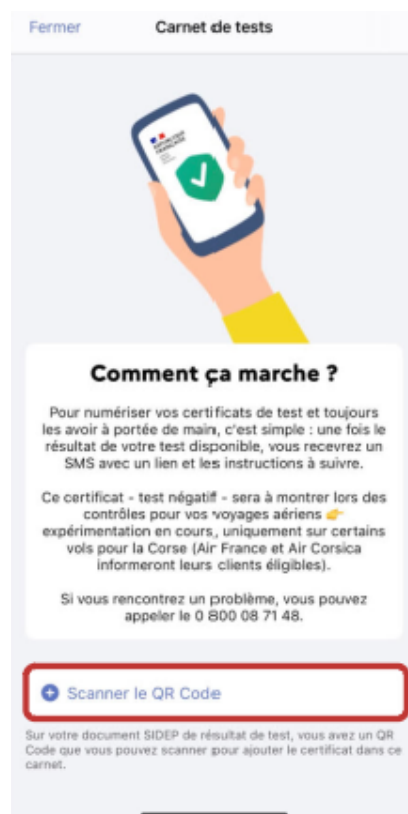 Fermer
Carnet de tests
RÉPUBLIQUE
FRANÇAISE
Comment ça marche ?
Pour numériser vos certificats de test et toujours
les avoir à portée de main, c'est simple : une fois le
résultat de votre test disponible, vous recevrez un
SMS avec un lien et les instructions à suivre.
Ce certificat - test négatif - sera à montrer lors des
contrôles pour vos voyages aériens 👉
expérimentation en cours, uniquement sur certains
vols pour la Corse (Air France et Air Corsica
informeront leurs clients éligibles).
Si vous rencontrez un problème, vous pouvez
appeler le 0 800 08 71 48.
Scanner le QR Code
Sur votre document SIDEP de résultat de test, vous avez un QR
Code que vous pouvez scanner pour ajouter le certificat dans ce
carnet.